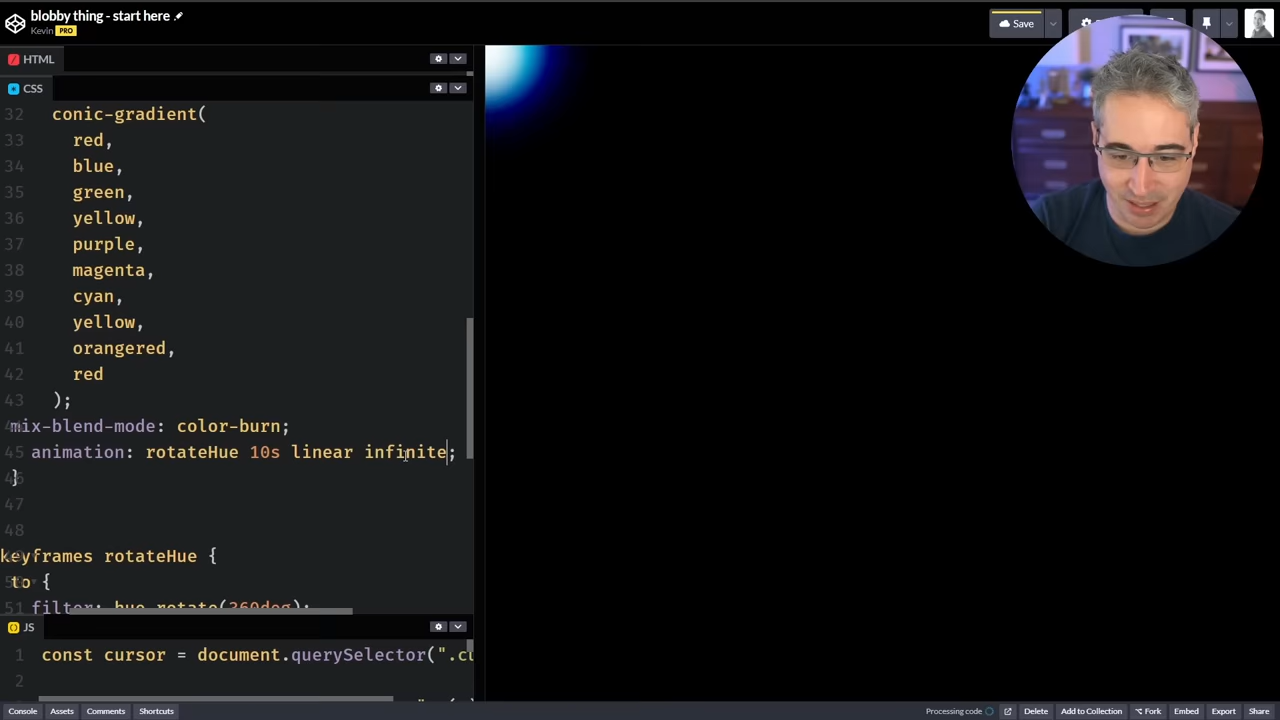 blobby thing - start here
Kevin PRO
Save
HTML
CSS
32 conic-gradient(
33 red,
34 blue,
35 green,
36 yellow,
37 purple,
38 magenta,
39 cyan,
40 yellow,
41 orangered,
42 red
43 );
mix-blend-mode: color-burn;
45 animation: rotateHue 10s linear infinite;
46 }
47
48
keyframes rotateHue {
to {
51 filter: hue-rotate(360deg);
JS
1 const cursor = document.querySelector(".cu
2
Console Assets Comments Shortcuts Processing code Delete Add to Collection Fork Embed Export Share